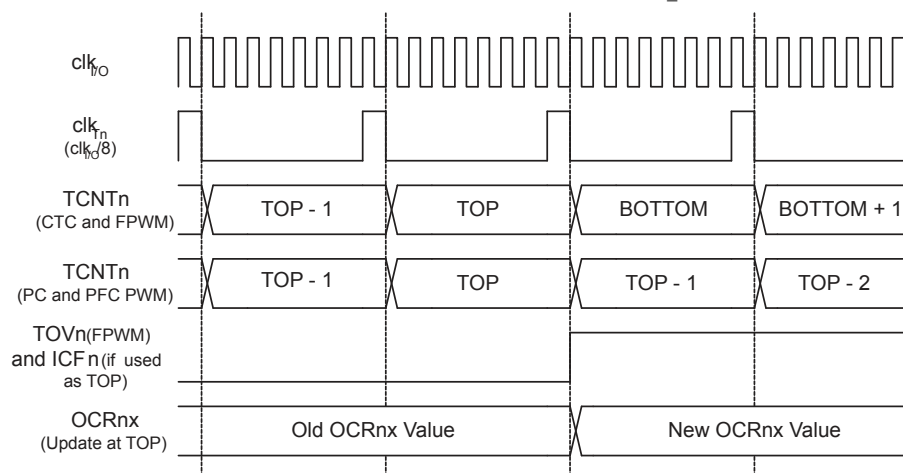 clkI/O
clkTn
(clkI/O/8)
TCNTn
(CTC and FPWM)
TOP - 1
TOP
BOTTOM
BOTTOM + 1
TCNTn
(PC and PFC PWM)
TOP - 1
TOP
TOP - 1
TOP - 2
TOVn(FPWM)
and ICFn(if used
as TOP)
OCRnx
(Update at TOP)
Old OCRnx Value
New OCRnx Value